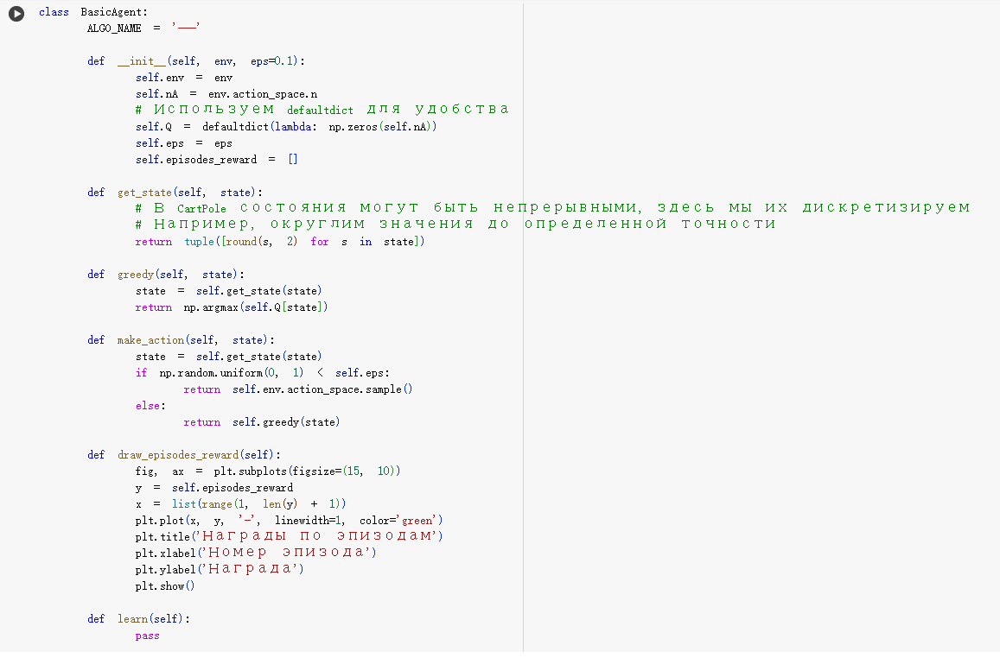 class BasicAgent:
    ALGO_NAME = '---'

    def __init__(self, env, eps=0.1):
        self.env = env
        self.nA = env.action_space.n
        # Используем defaultdict для удобства
        self.Q = defaultdict(lambda: np.zeros(self.nA))
        self.eps = eps
        self.episodes_reward = []

    def get_state(self, state):
        # В CartPole состояния могут быть непрерывными, здесь мы их дискретизируем
        # Например, округлим значения до определенной точности
        return tuple([round(s, 2) for s in state])

    def greedy(self, state):
        state = self.get_state(state)
        return np.argmax(self.Q[state])

    def make_action(self, state):
        state = self.get_state(state)
        if np.random.uniform(0, 1) < self.eps:
            return self.env.action_space.sample()
        else:
            return self.greedy(state)

    def draw_episodes_reward(self):
        fig, ax = plt.subplots(figsize=(15, 10))
        y = self.episodes_reward
        x = list(range(1, len(y) + 1))
        plt.plot(x, y, '-', linewidth=1, color='green')
        plt.title('Награды по эпизодам')
        plt.xlabel('Номер эпизода')
        plt.ylabel('Награда')
        plt.show()

    def learn(self):
        pass